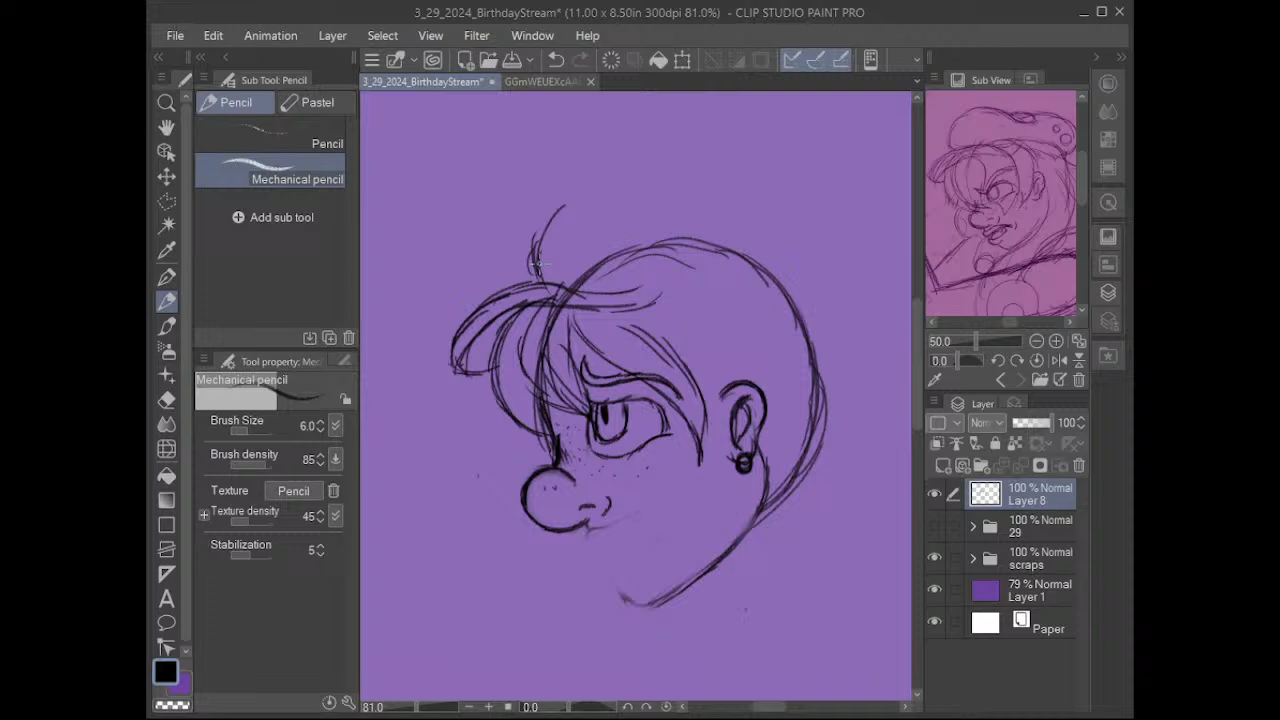 3_29_2024_BirthdayStream* (11.00 x 8.50in 300dpi 81.0%) - CLIP STUDIO PAINT PRO
File Edit Animation Layer Select View Filter Window Help
Sub Tool: Pencil
3_29_2024_BirthdayStream*
Sub View
Pencil
Pastel
Pencil
Mechanical pencil
Add sub tool
50.0
0.0
Tool property: Mec
Mechanical pencil
Brush Size 6.0
Brush density 85
Texture Pencil
Texture density 45
Stabilization 5
Layer
Norm 100
100 % Normal
Layer 8
100 % Normal
29
100 % Normal
scraps
79 % Normal
Layer 1
Paper
81.0
0.0